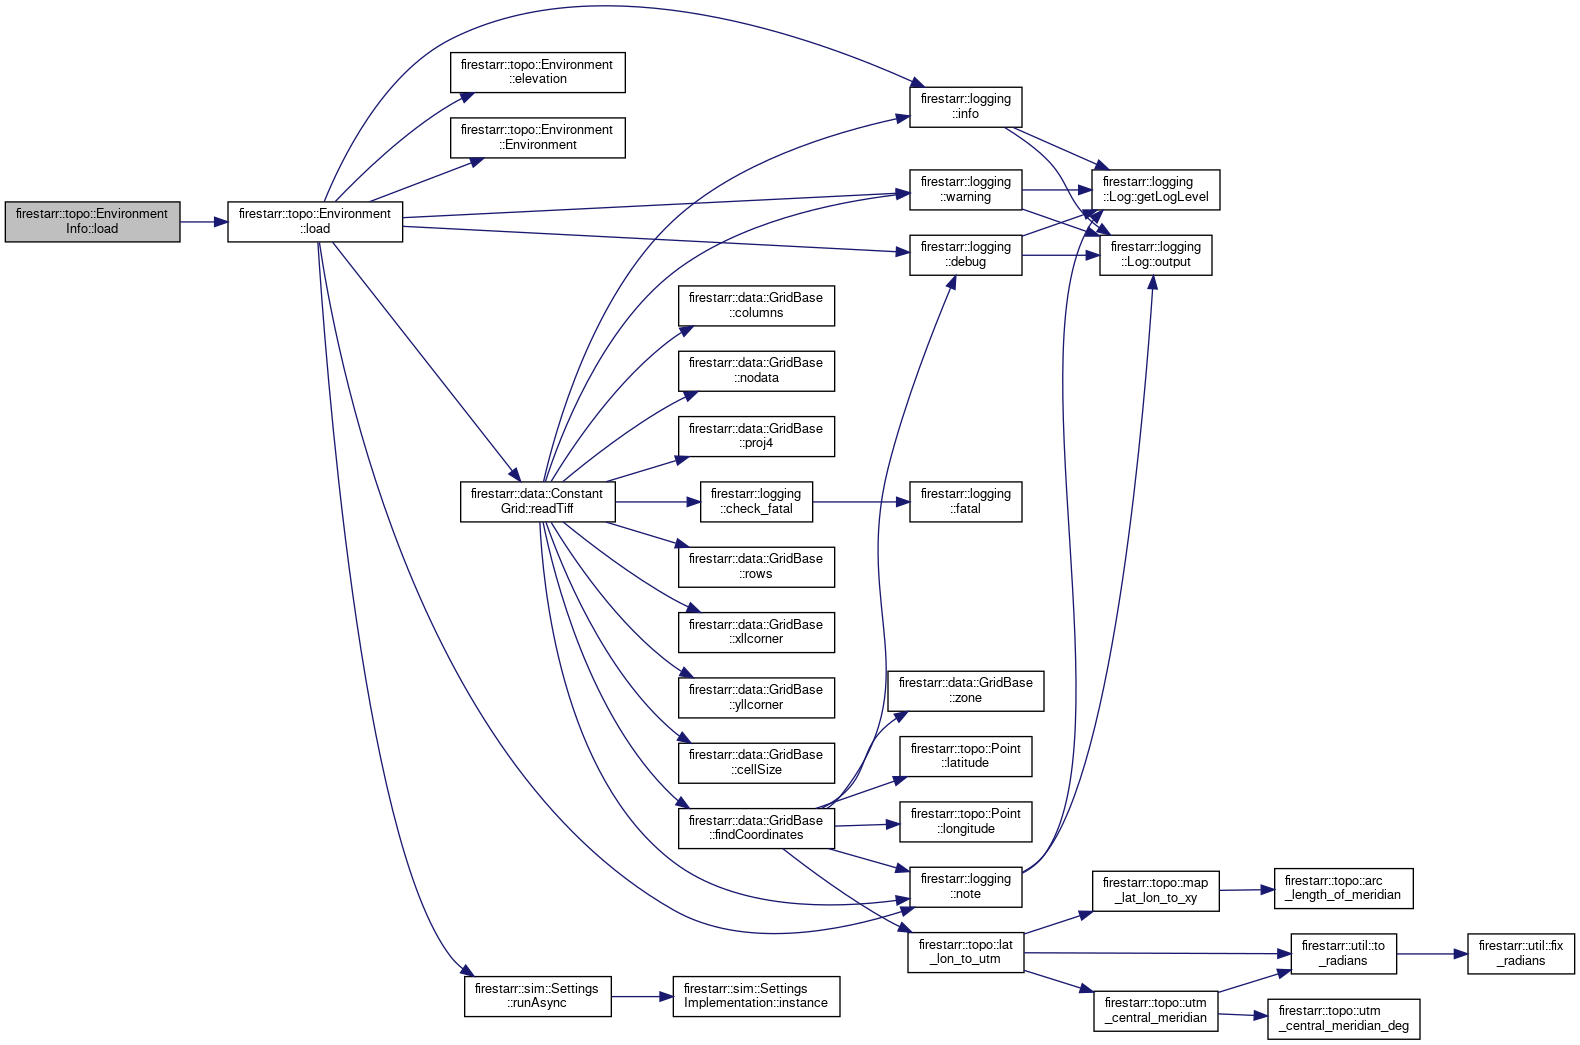 firestarr::topo::Environment
Info::load
firestarr::topo::Environment
::load
firestarr::topo::Environment
::elevation
firestarr::topo::Environment
::Environment
firestarr::data::Constant
Grid::readTiff
firestarr::sim::Settings
::runAsync
firestarr::data::GridBase
::columns
firestarr::data::GridBase
::nodata
firestarr::data::GridBase
::proj4
firestarr::logging
::check_fatal
firestarr::data::GridBase
::rows
firestarr::data::GridBase
::xllcorner
firestarr::data::GridBase
::yllcorner
firestarr::data::GridBase
::cellSize
firestarr::data::GridBase
::findCoordinates
firestarr::sim::Settings
Implementation::instance
firestarr::logging
::info
firestarr::logging
::warning
firestarr::logging
::debug
firestarr::logging
::fatal
firestarr::data::GridBase
::zone
firestarr::topo::Point
::latitude
firestarr::topo::Point
::longitude
firestarr::logging
::note
firestarr::topo::lat
_lon_to_utm
firestarr::logging
::Log::getLogLevel
firestarr::logging
::Log::output
firestarr::topo::map
_lat_lon_to_xy
firestarr::topo::utm
_central_meridian
firestarr::topo::arc
_length_of_meridian
firestarr::util::to
_radians
firestarr::topo::utm
_central_meridian_deg
firestarr::util::fix
_radians